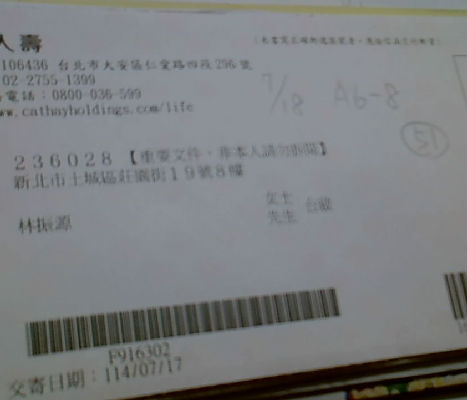 人壽
106436 台北市大安區仁愛路四段296號
02-2755-1399
電話：0800-036-599
www.cathayholdings.com/life
7/18 A6-8
51
236028【重要文件，非本人請勿拆閱】
新北市土城區莊園街19號8樓
林振源
女士
先生 台啟
P916302
交寄日期：114/07/17